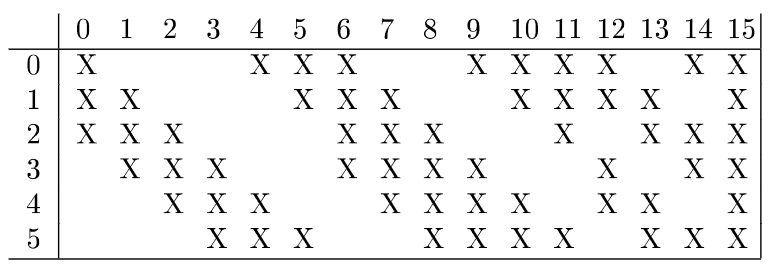 0 1 2 3 4 5 6 7 8 9 10 11 12 13 14 15
0 X X X X X X X X X X
1 X X X X X X X X X X
2 X X X X X X X X X X
3 X X X X X X X X X X
4 X X X X X X X X X X
5 X X X X X X X X X X